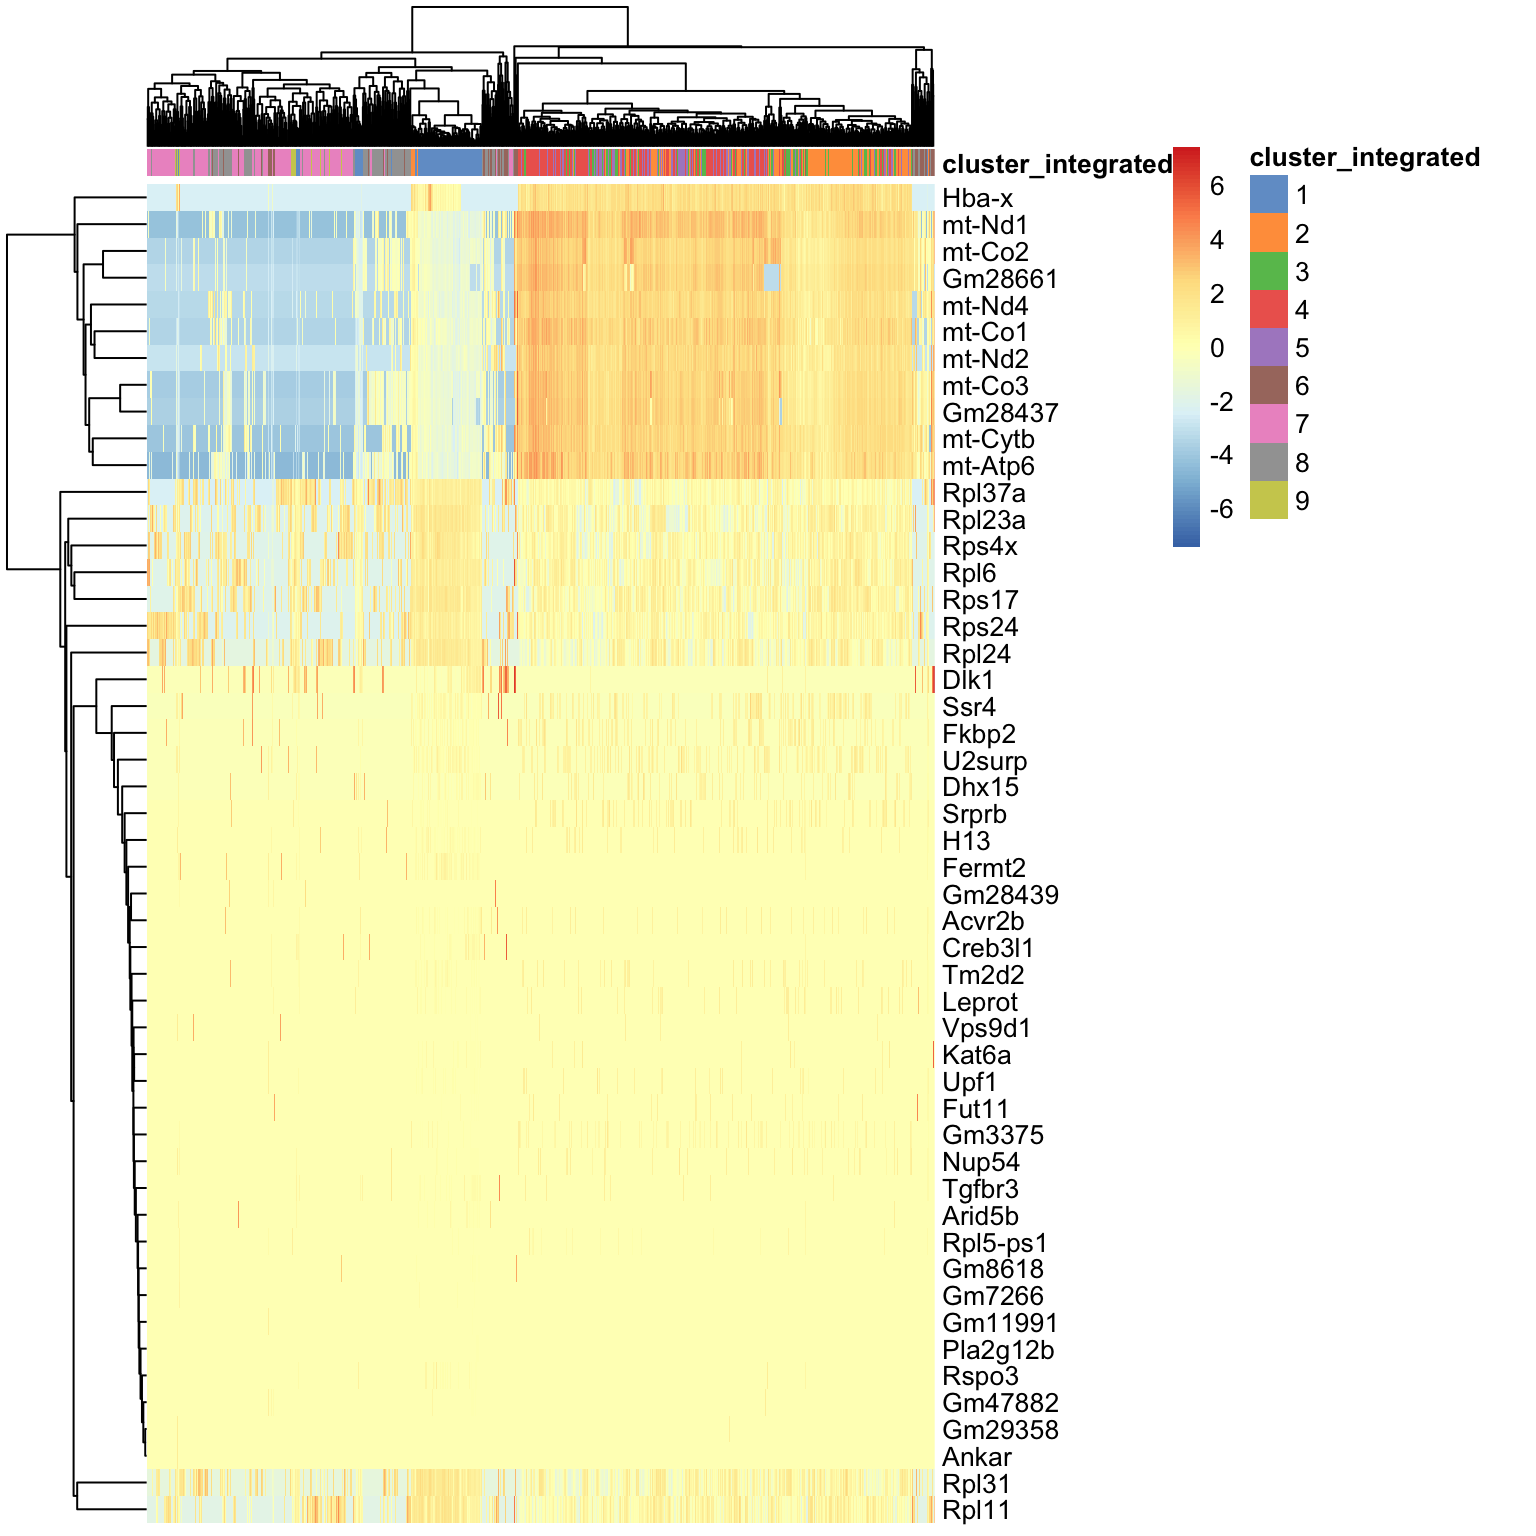 cluster_integrated
Hba-x
mt-Nd1
mt-Co2
Gm28661
mt-Nd4
mt-Co1
mt-Nd2
mt-Co3
Gm28437
mt-Cytb
mt-Atp6
Rpl37a
Rpl23a
Rps4x
Rpl6
Rps17
Rps24
Rpl24
Dlk1
Ssr4
Fkbp2
U2surp
Dhx15
Srprb
H13
Fermt2
Gm28439
Acvr2b
Creb3l1
Tm2d2
Leprot
Vps9d1
Kat6a
Upf1
Fut11
Gm3375
Nup54
Tgfbr3
Arid5b
Rpl5-ps1
Gm8618
Gm7266
Gm11991
Pla2g12b
Rspo3
Gm47882
Gm29358
Ankar
Rpl31
Rpl11
6
4
2
0
-2
-4
-6
cluster_integrated
1
2
3
4
5
6
7
8
9